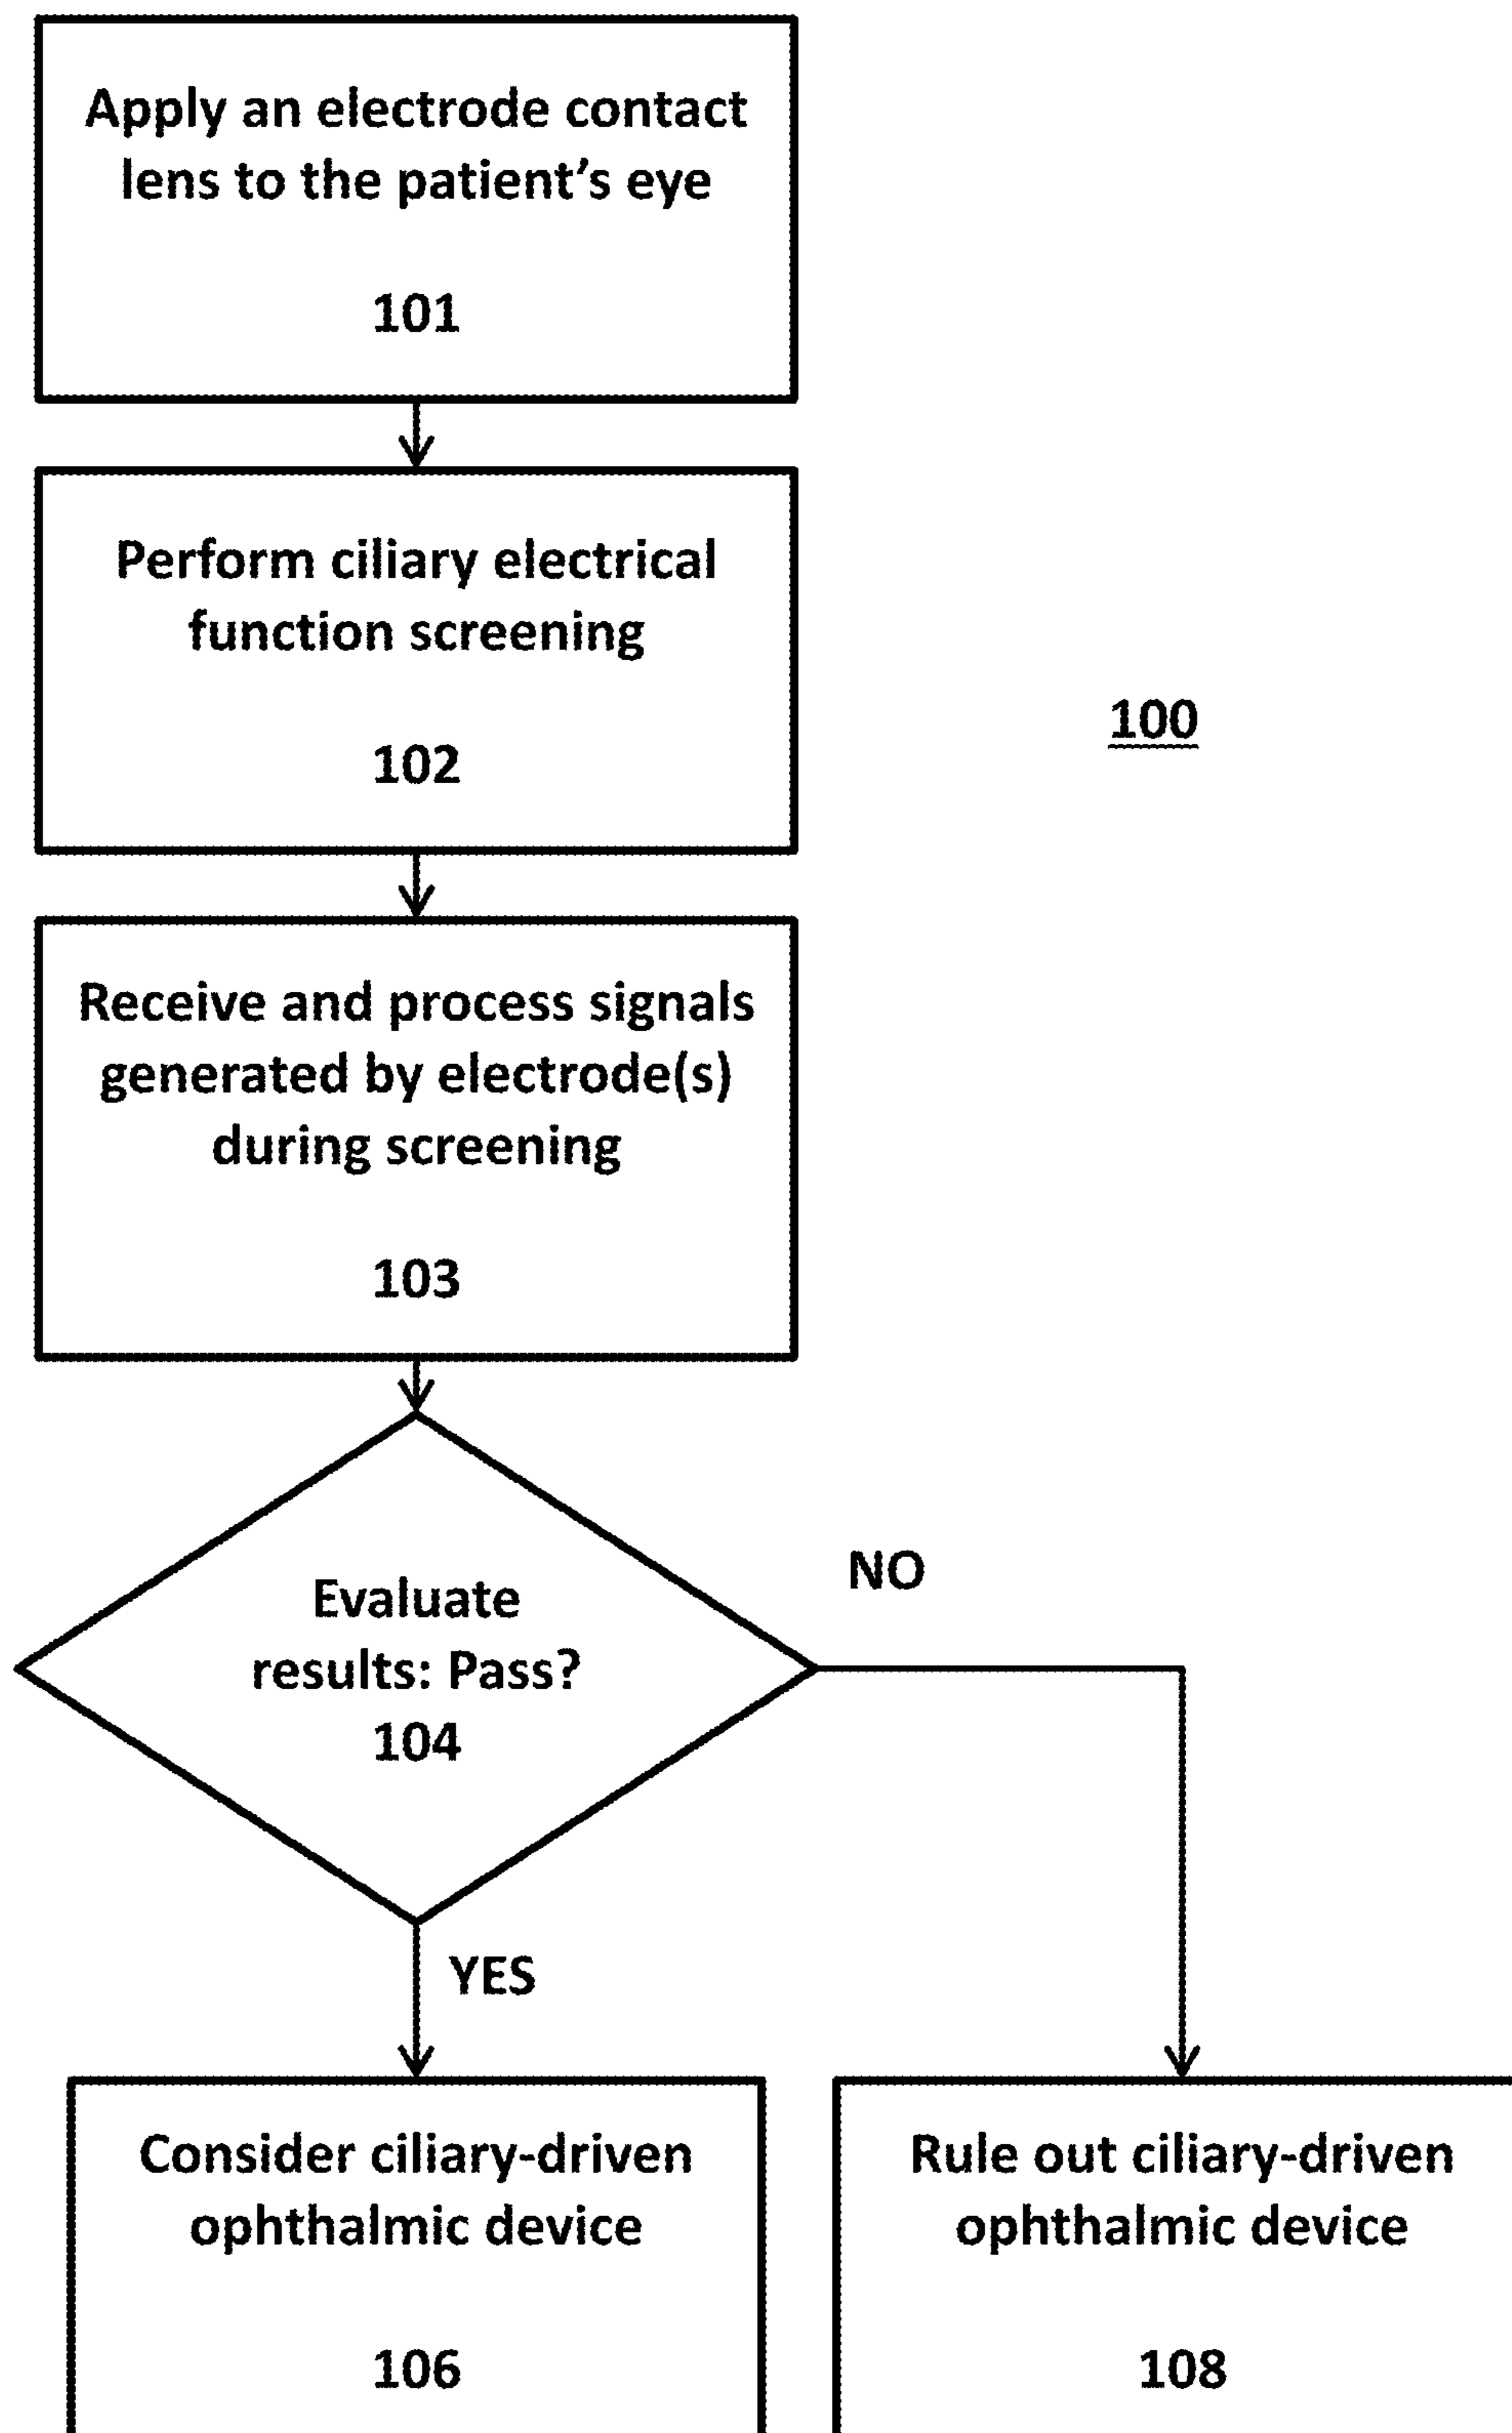 Apply an electrode contact
lens to the patient's eye
101
Perform ciliary electrical
function screening
102
100
Receive and process signals
generated by electrode(s)
during screening
103
Evaluate
results: Pass?
104
NO
YES
Consider ciliary-driven
ophthalmic device
106
Rule out ciliary-driven
ophthalmic device
108